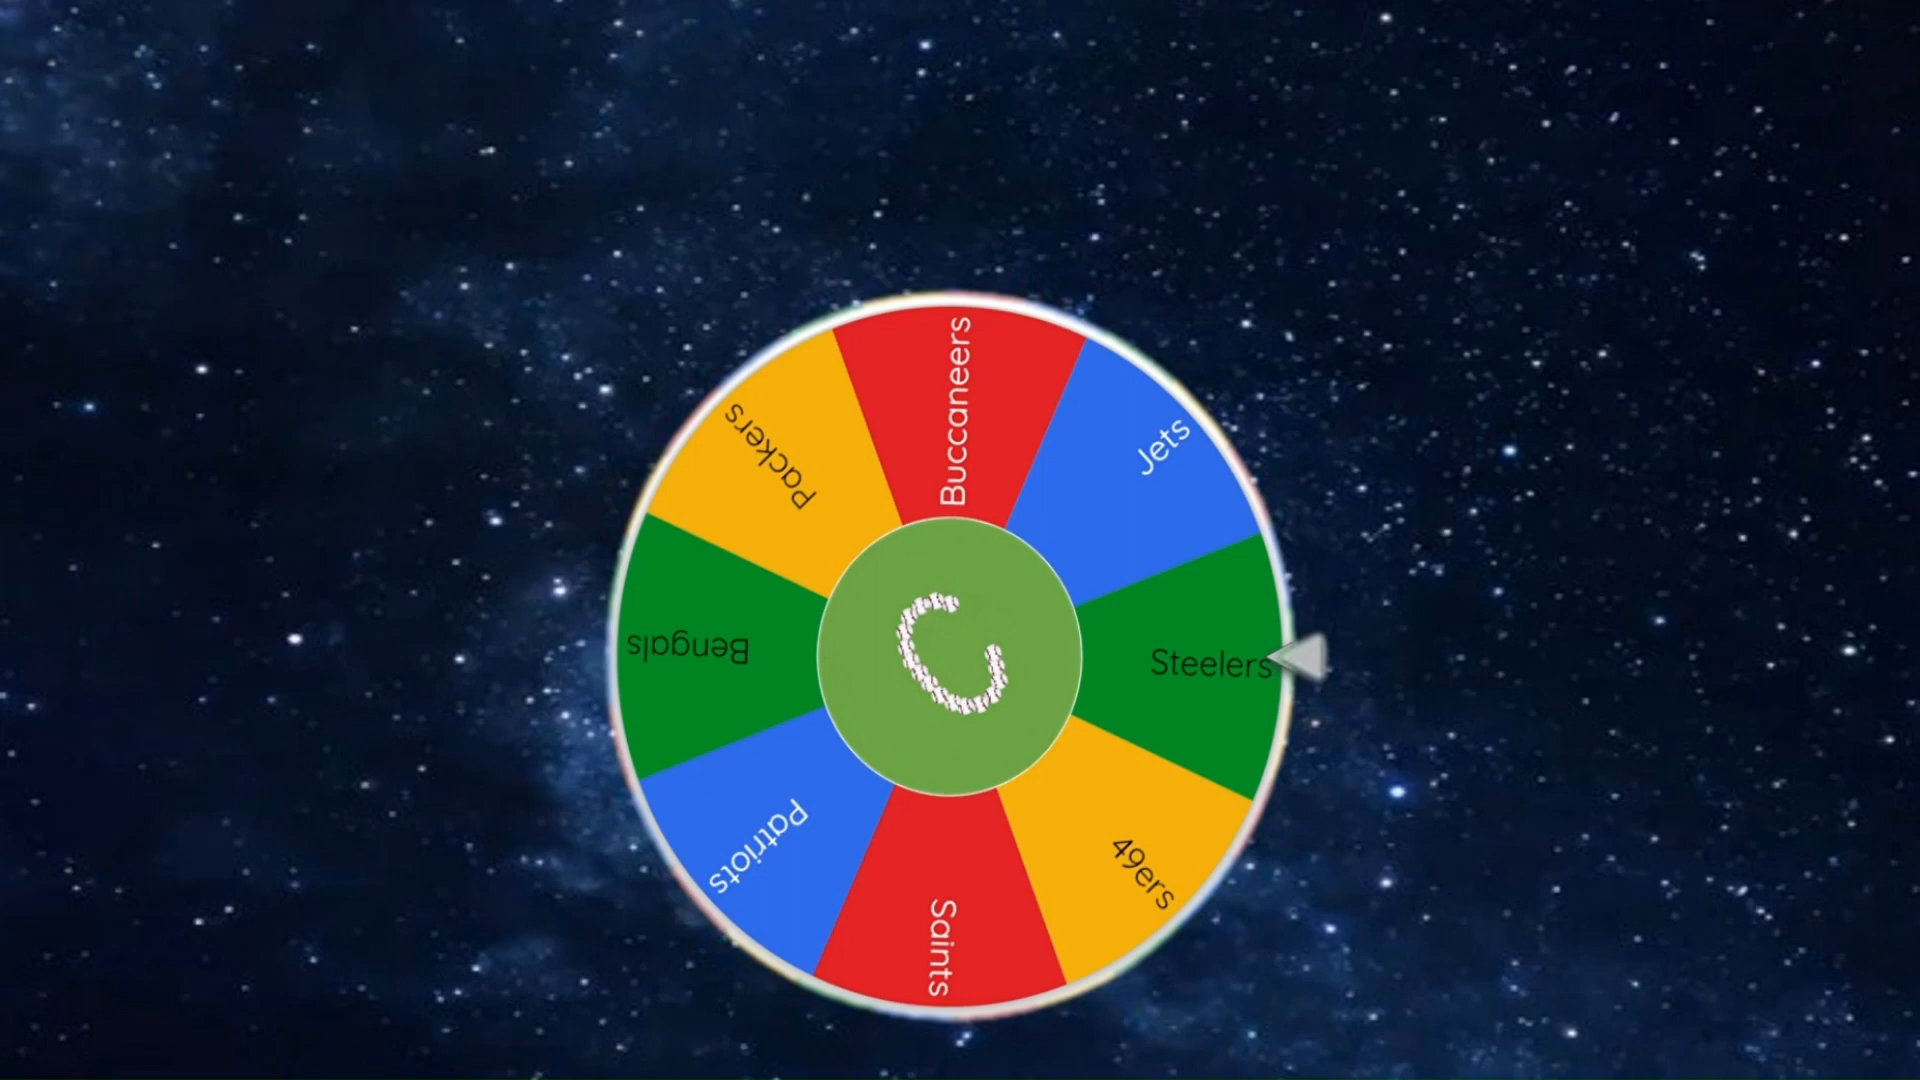 Buccaneers
Jets
Steelers
49ers
Saints
Patriots
Bengals
Packers
C